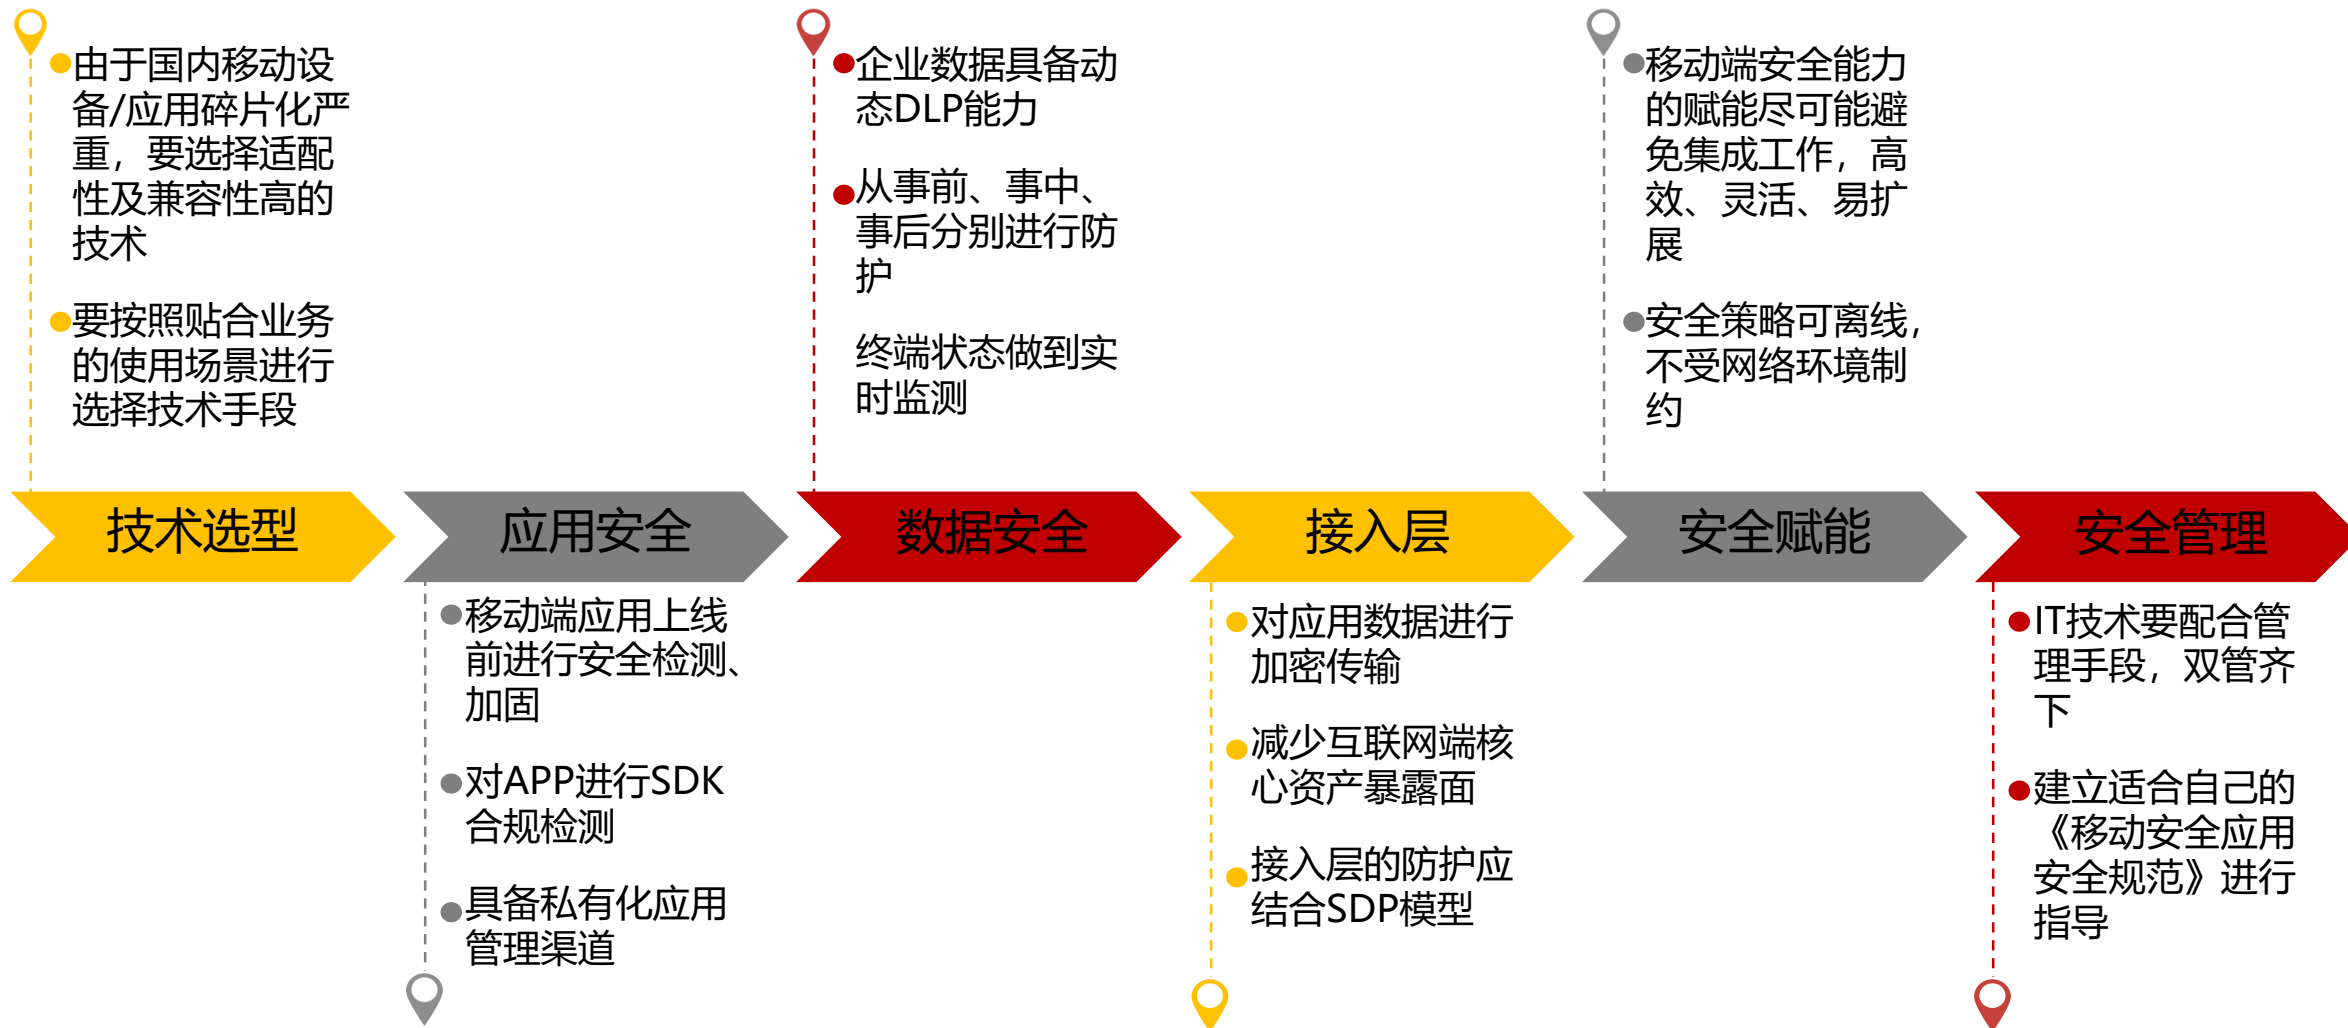 由于国内移动设
备/应用碎片化严
重，要选择适配
性及兼容性高的
技术
要按照贴合业务
的使用场景进行
选择技术手段
企业数据具备动
态DLP能力
从事前、事中、
事后分别进行防
护
终端状态做到实
时监测
移动端安全能力
的赋能尽可能避
免集成工作，高
效、灵活、易扩
展
安全策略可离线，
不受网络环境制
约
技术选型
应用安全
数据安全
接入层
安全赋能
安全管理
移动端应用上线
前进行安全检测、
加固
对APP进行SDK
合规检测
具备私有化应用
管理渠道
对应用数据进行
加密传输
减少互联网端核
心资产暴露面
接入层的防护应
结合SDP模型
IT技术要配合管
理手段，双管齐
下
建立适合自己的
《移动安全应用
安全规范》进行
指导